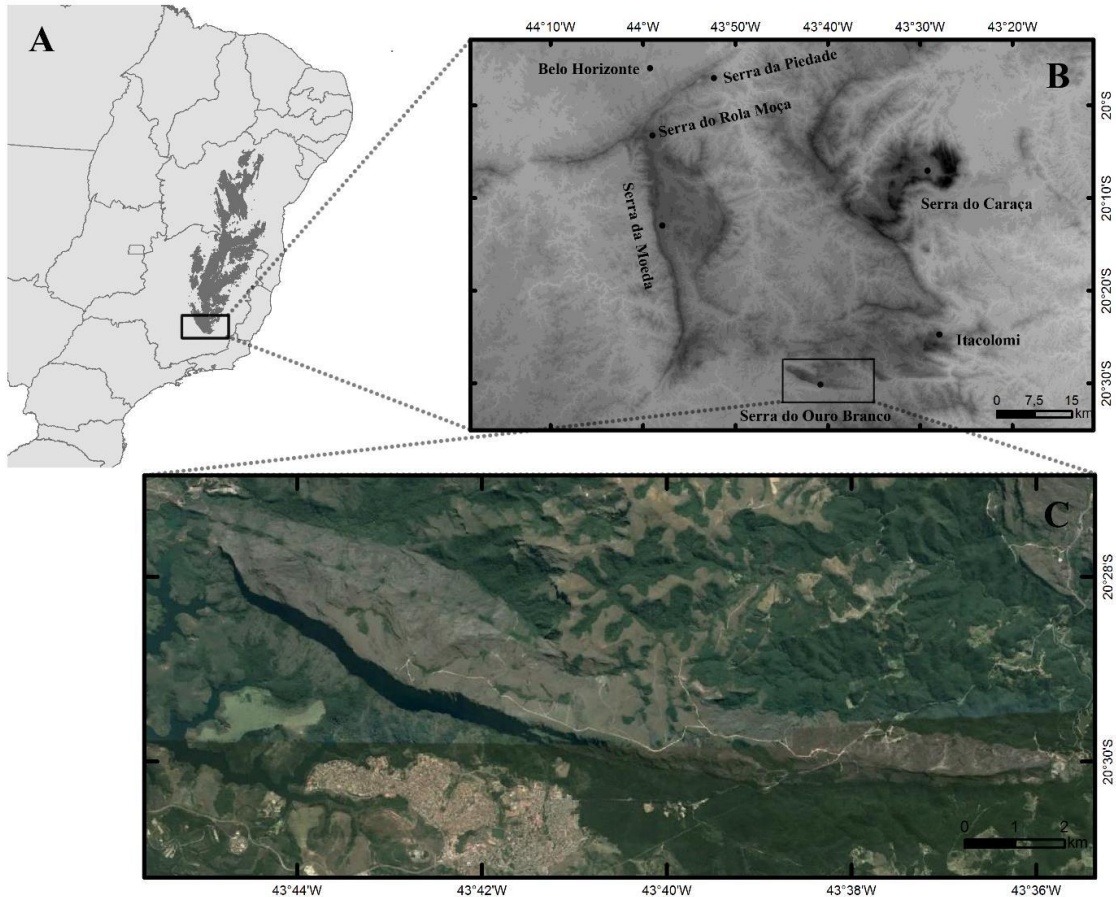 A
44°10'W 44°W 43°50'W 43°30'W 43°20'W
B
Belo Horizonte
Serra da Piedade
Serra do Rola Moça
Serra da Moeda
Serra do Caraça
Itacolomi
Serra do Ouro Branco
0 7,5 15
km
20°S
20°10'S
20°20'S
20°30'S
C
20°28'S
20°30'S
0 1 2
km
43°44'W 43°42'W 43°40'W 43°38'W 43°36'W